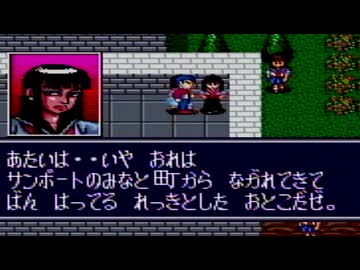 あたいは・・いや おれは
サンポートのみなと町から ながれてきて
ばん はってる れっきとした おとこだぜ。